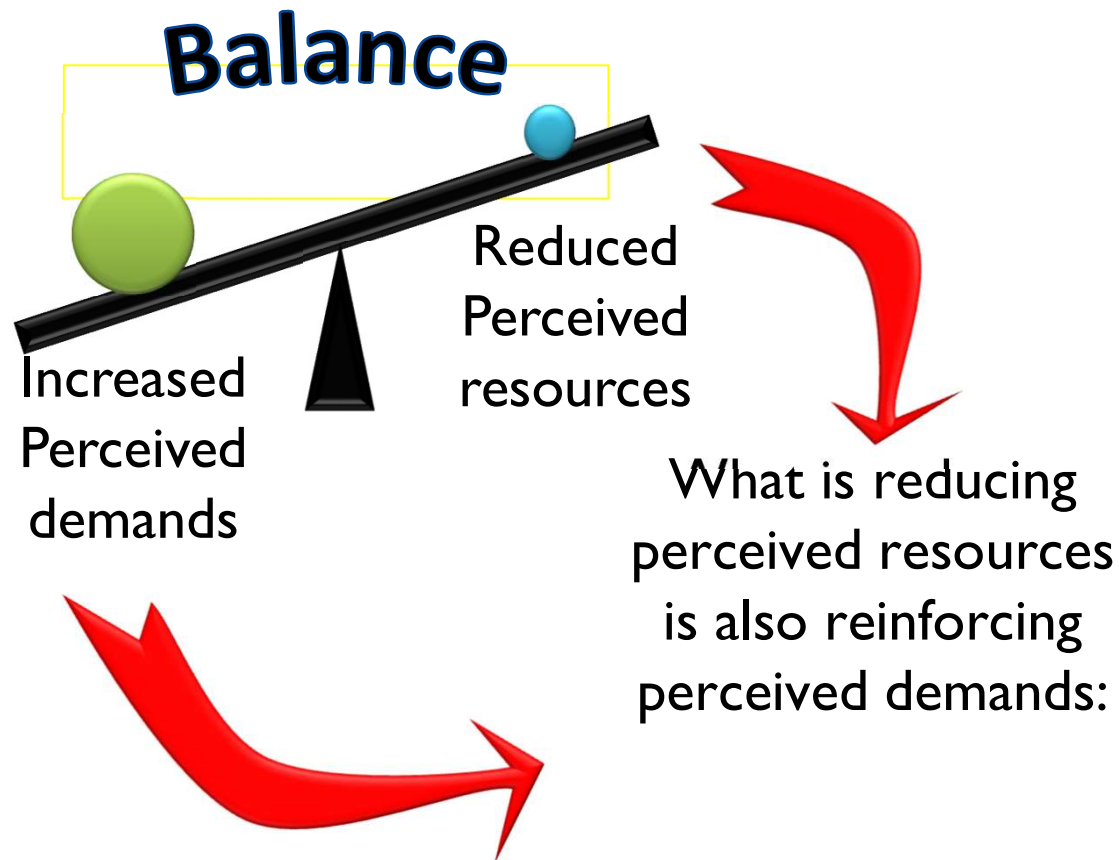 Balance
Reduced
Perceived
resources
Increased
Perceived
demands
What is reducing
perceived resources
is also reinforcing
perceived demands: